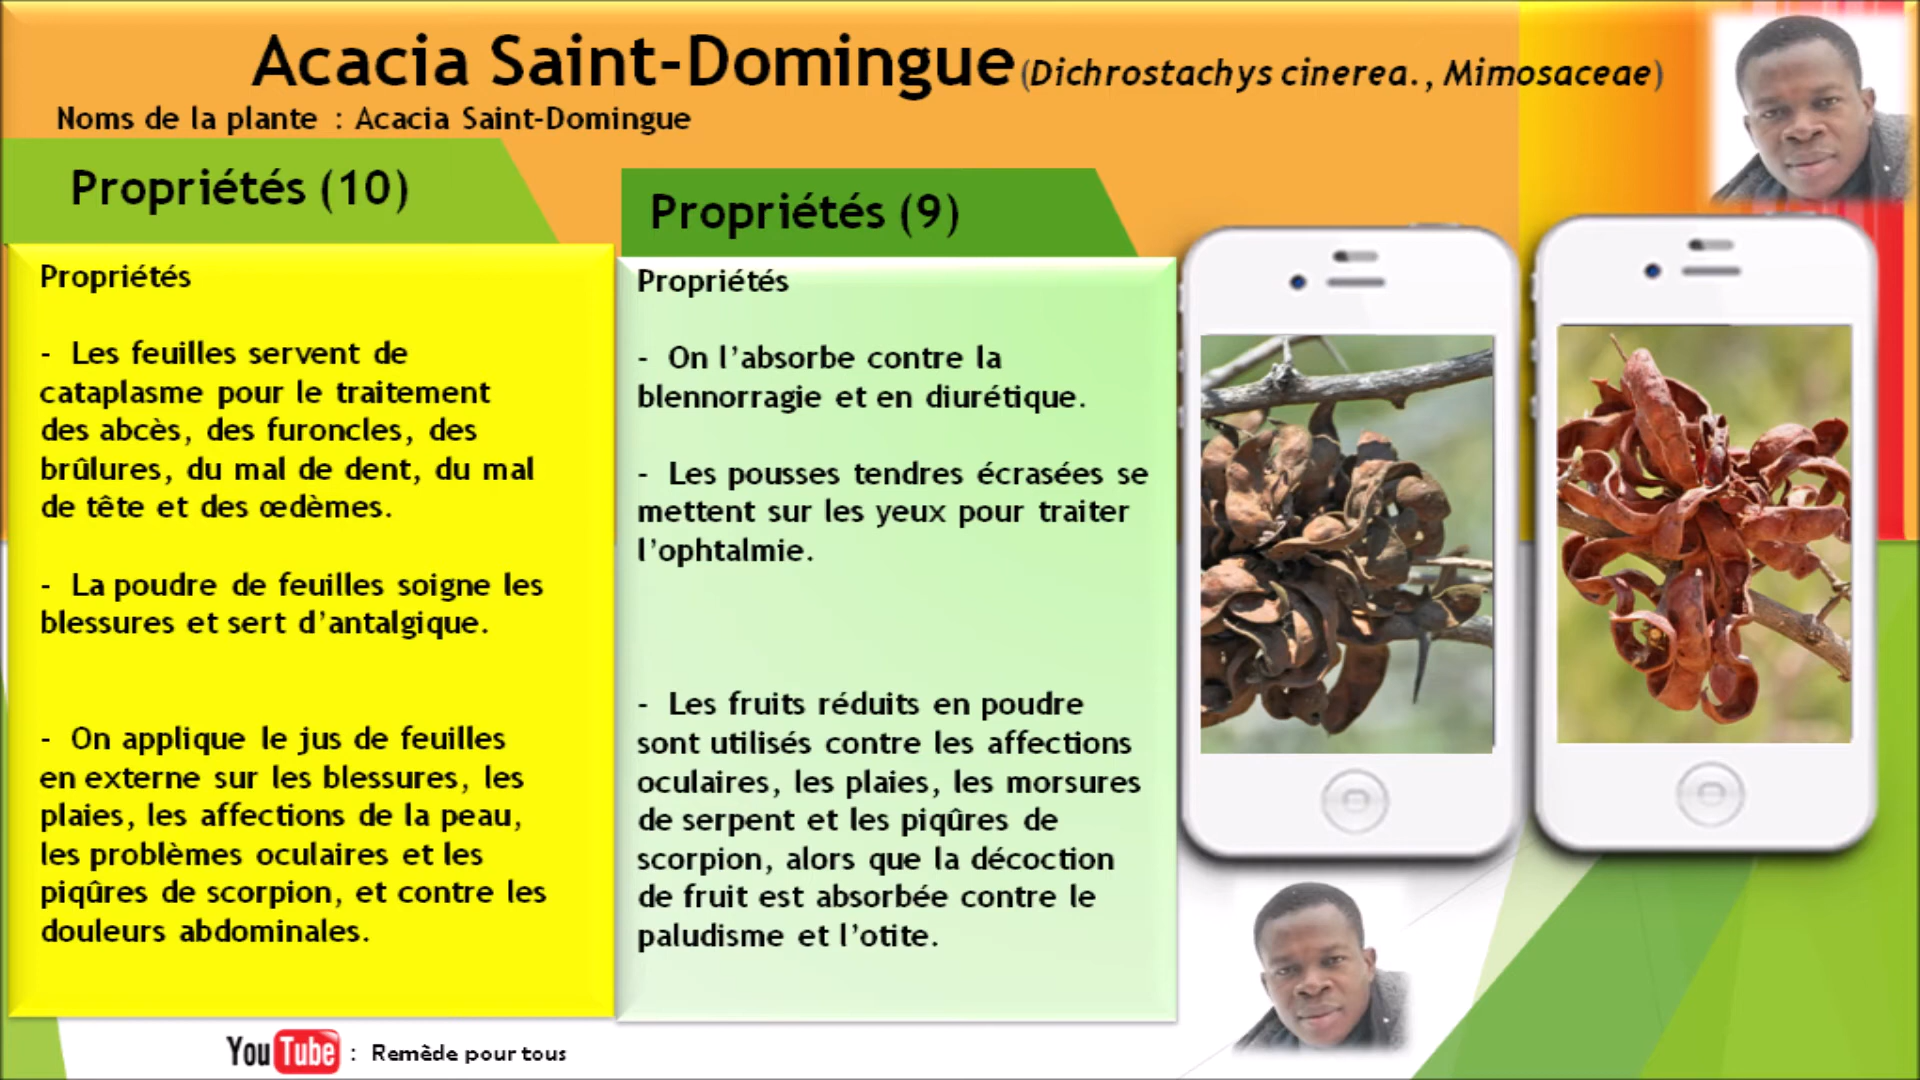 Acacia Saint-Domingue (Dichrostachys cinerea., Mimosaceae)
Noms de la plante : Acacia Saint-Domingue
Propriétés (10)
Propriétés
- Les feuilles servent de
cataplasme pour le traitement
des abcès, des furoncles, des
brûlures, du mal de dent, du mal
de tête et des œdèmes.
- La poudre de feuilles soigne les
blessures et sert d'antalgique.
- On applique le jus de feuilles
en externe sur les blessures, les
plaies, les affections de la peau,
les problèmes oculaires et les
piqûres de scorpion, et contre les
douleurs abdominales.
Propriétés (9)
Propriétés
- On l'absorbe contre la
blennorragie et en diurétique.
- Les pousses tendres écrasées se
mettent sur les yeux pour traiter
l'ophtalmie.
- Les fruits réduits en poudre
sont utilisés contre les affections
oculaires, les plaies, les morsures
de serpent et les piqûres de
scorpion, alors que la décoction
de fruit est absorbée contre le
paludisme et l'otite.
YouTube : Remède pour tous